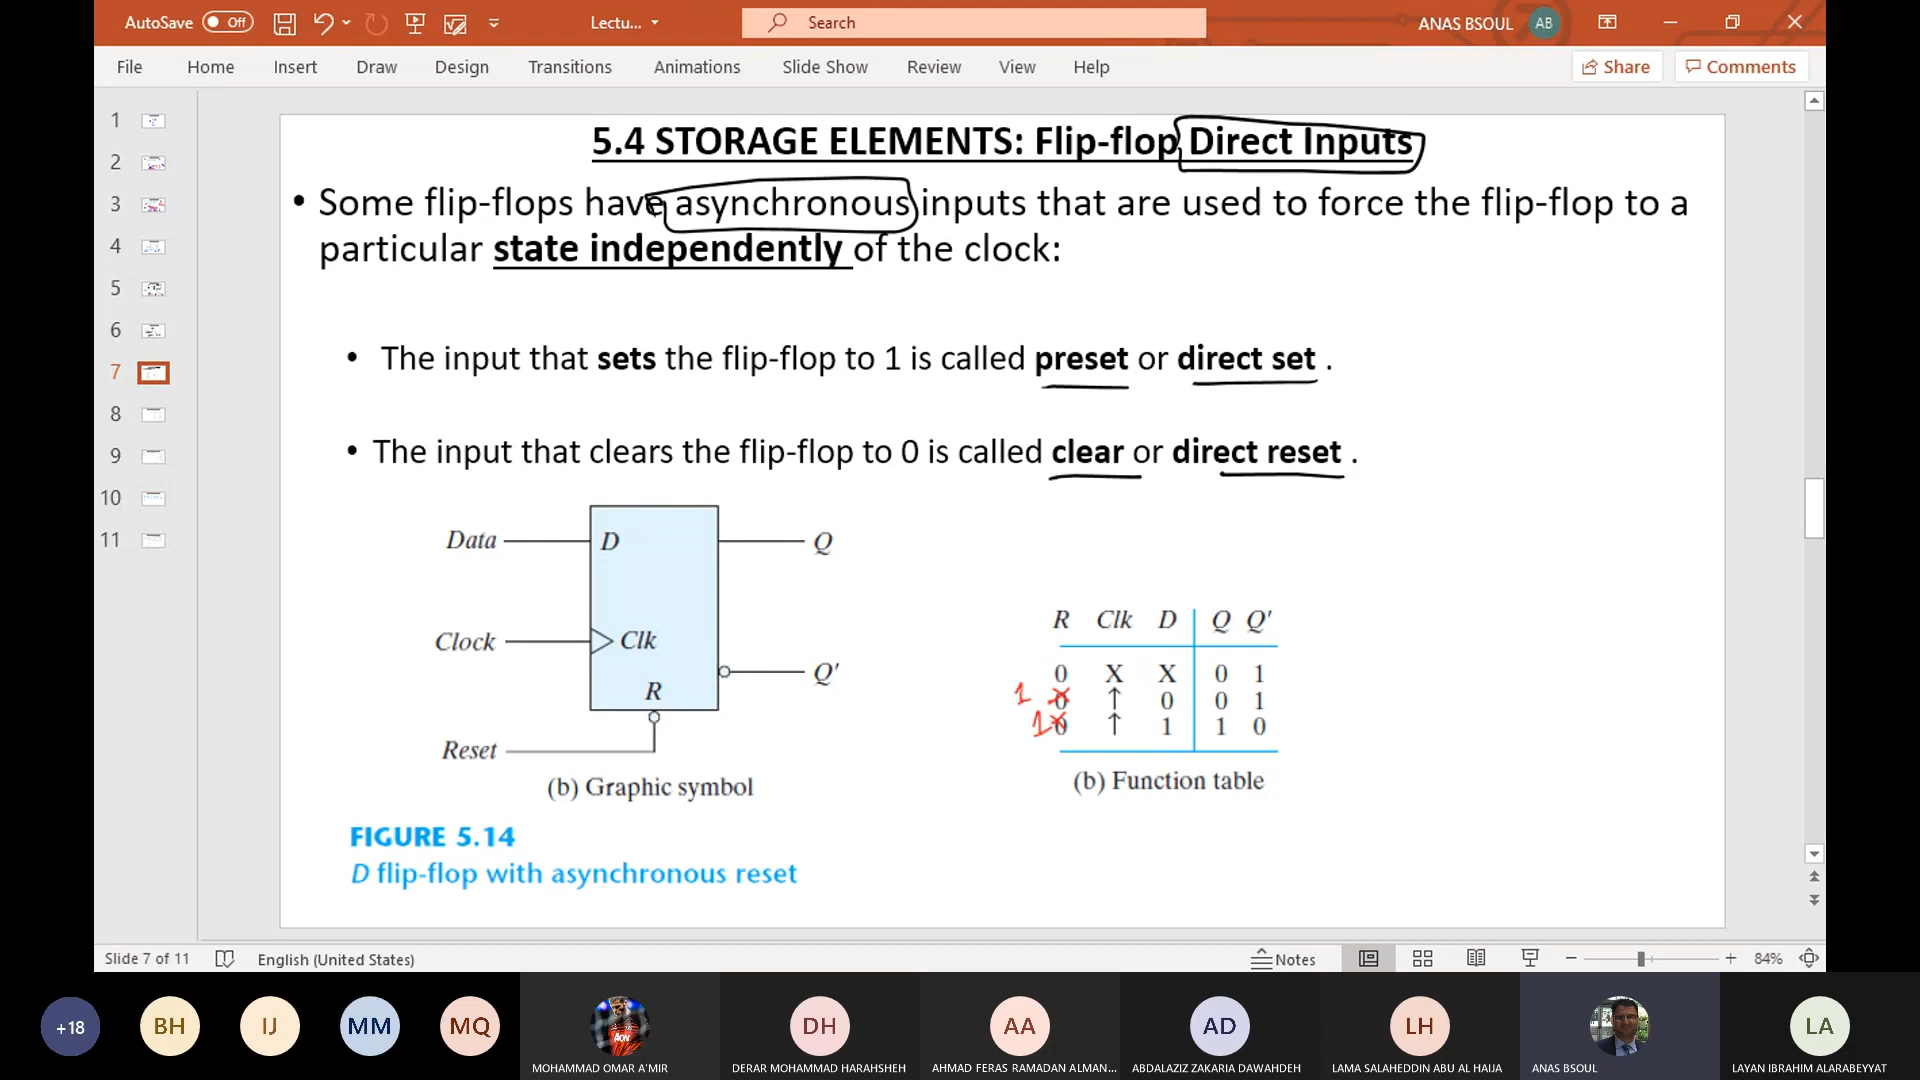 AutoSave Off Lectu... Search ANAS BSOUL AB
File Home Insert Draw Design Transitions Animations Slide Show Review View Help Share Comments
1
2
3
4
5
6
7
8
9
10
11
5.4 STORAGE ELEMENTS: Flip-flop Direct Inputs
• Some flip-flops have asynchronous inputs that are used to force the flip-flop to a
particular state independently of the clock:
• The input that sets the flip-flop to 1 is called preset or direct set .
• The input that clears the flip-flop to 0 is called clear or direct reset .
Data D Q
Clock Clk
Q'
R
Reset
(b) Graphic symbol
R Clk D Q Q'
0 X X 0 1
1 0 ↑ 0 0 1
1 0 ↑ 1 1 0
(b) Function table
FIGURE 5.14
D flip-flop with asynchronous reset
Slide 7 of 11 English (United States) Notes 84%
+18 BH IJ MM MQ DH AA AD LH LA
MOHAMMAD OMAR A'MIR DERAR MOHAMMAD HARAHSHEH AHMAD FERAS RAMADAN ALMAN... ABDALAZIZ ZAKARIA DAWAHDEH LAMA SALAHEDDIN ABU AL HAIJA ANAS BSOUL LAYAN IBRAHIM ALARABEYYAT